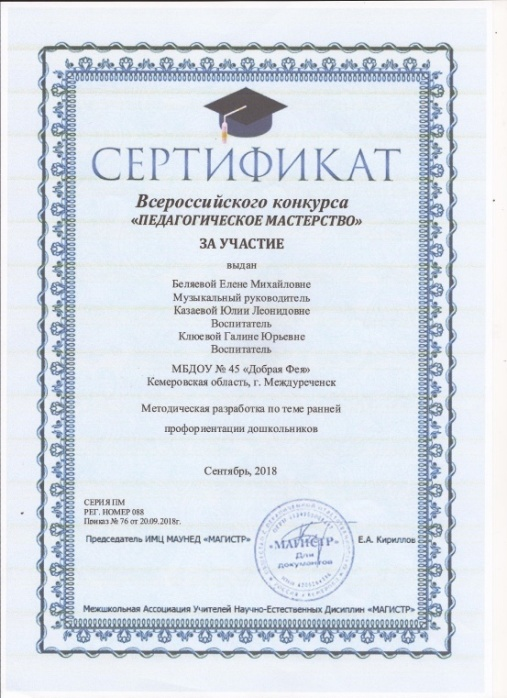 СЕРТИФИКАТ
Всероссийского конкурса
«ПЕДАГОГИЧЕСКОЕ МАСТЕРСТВО»
ЗА УЧАСТИЕ
выдан
Беляевой Елене Михайловне
Музыкальный руководитель
Казаевой Юлии Леонидовне
Воспитатель
Клюевой Галине Юрьевне
Воспитатель
МБДОУ № 45 «Добрая Фея»
Кемеровская область, г. Междуреченск
Методическая разработка по теме ранней
профориентации дошкольников
Сентябрь, 2018
СЕРИЯ ПМ
РЕГ. НОМЕР 088
Приказ № 76 от 20.09.2018г.
Председатель ИМЦ МАУНЕД «МАГИСТР»
Е.А. Кириллов
«МАГИСТР»
Для
документов
Межшкольная Ассоциация Учителей Научно-Естественных Дисиплин «МАГИСТР»